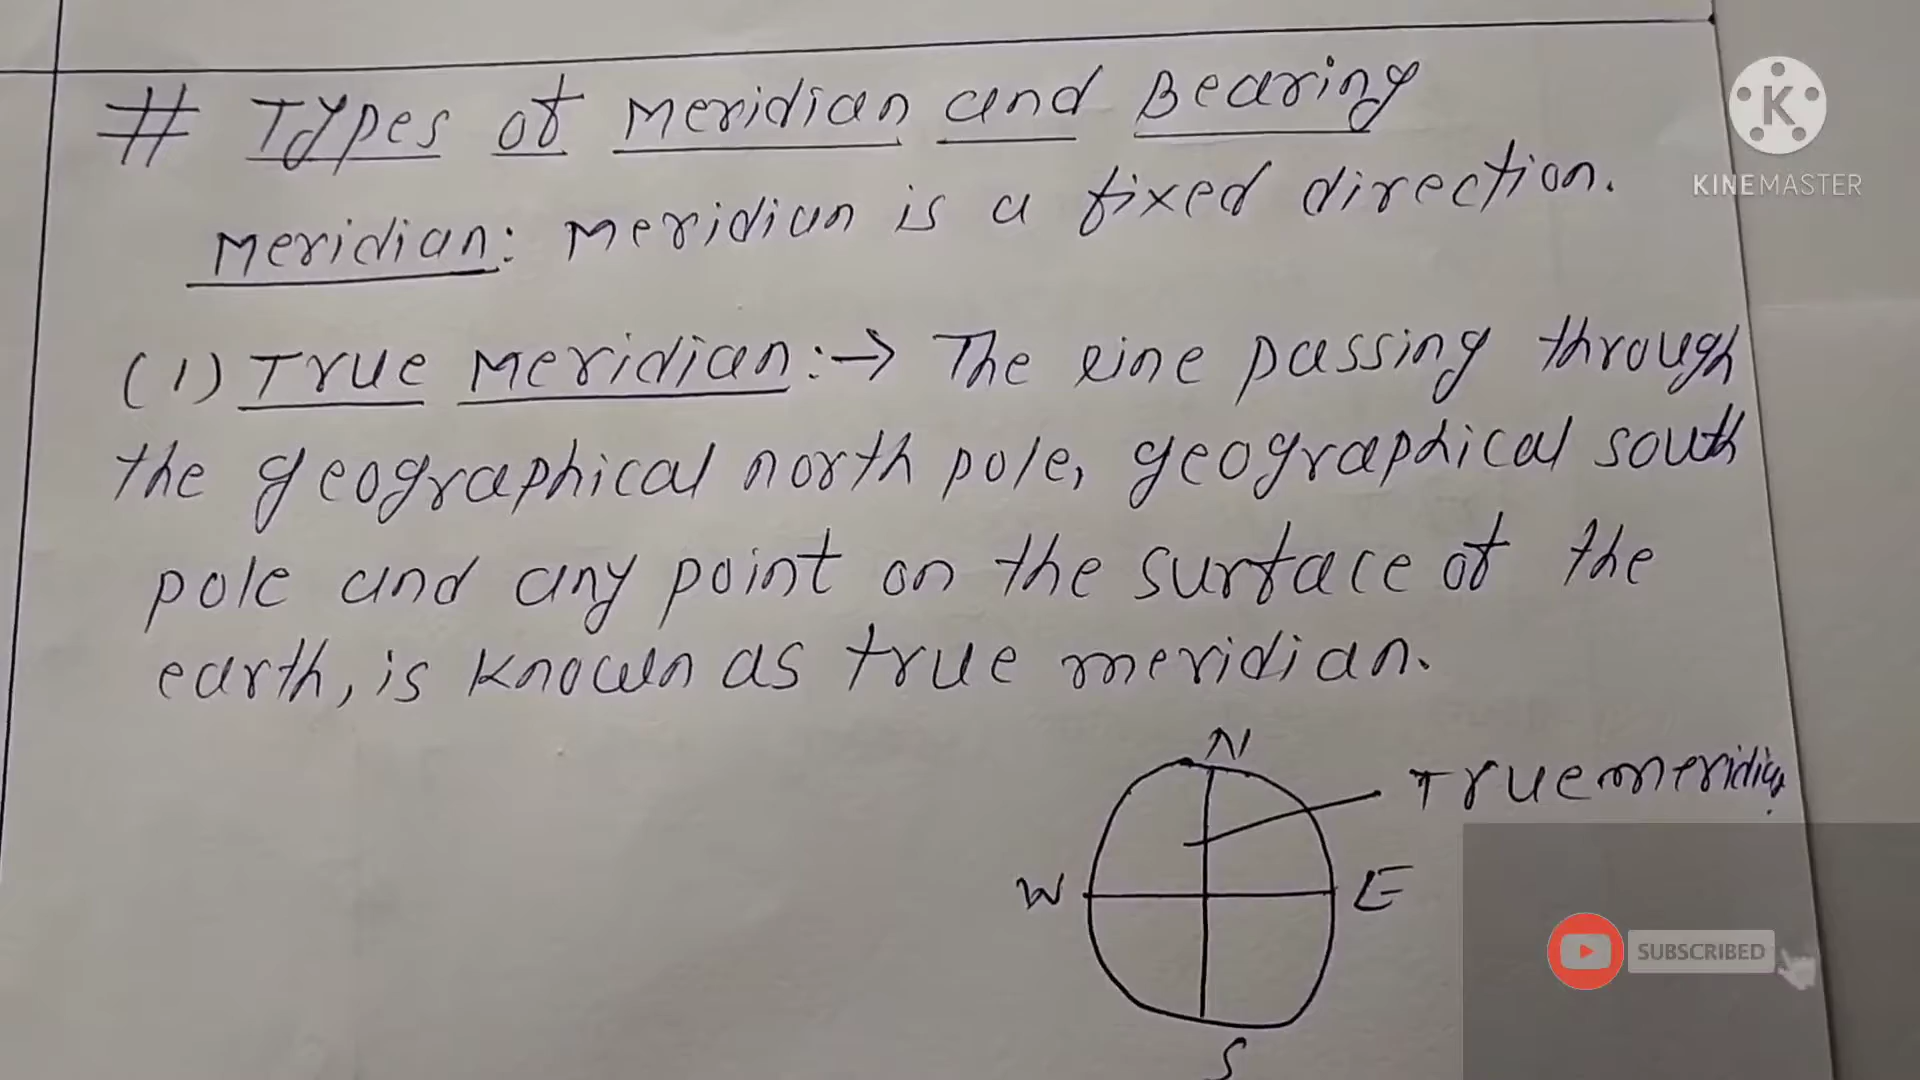 # Types of Meridian and Bearing
Meridian: Meridian is a fixed direction.
(1) True Meridian :→ The line passing through
the geographical north pole, geographical south
pole and any point on the surface of the
earth, is known as true meridian.
N
True meridian
W
E
S
K
KINEMASTER
SUBSCRIBED